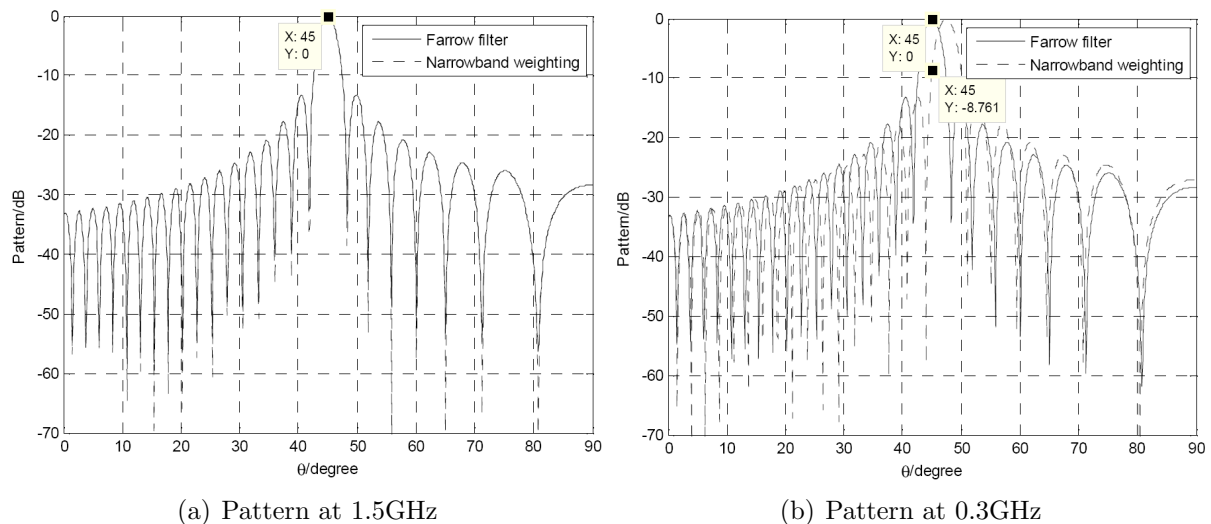 X: 45
Y: 0
Farrow filter
Narrowband weighting
0
-10
-20
-30
-40
-50
-60
-70
Pattern/dB
0 10 20 30 40 50 60 70 80 90
θ/degree
(a) Pattern at 1.5GHz
X: 45
Y: 0
X: 45
Y: -8.761
Farrow filter
Narrowband weighting
0
-10
-20
-30
-40
-50
-60
-70
Pattern/dB
0 10 20 30 40 50 60 70 80 90
θ/degree
(b) Pattern at 0.3GHz